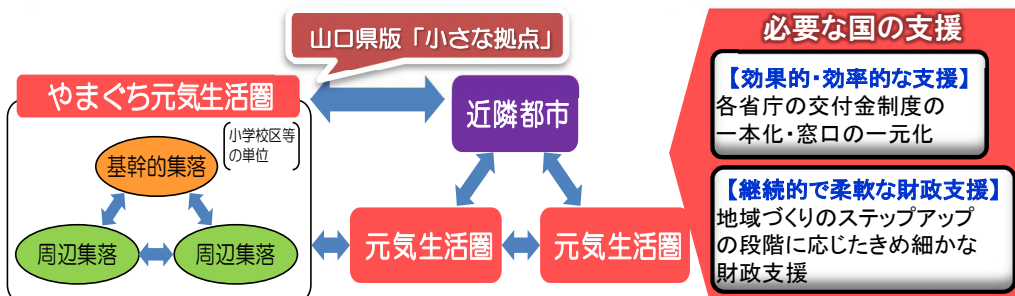 山口県版「小さな拠点」
やまぐち元気生活圏
小学校区等
の単位
基幹的集落
周辺集落
周辺集落
近隣都市
元気生活圏
元気生活圏
必要な国の支援
【効果的・効率的な支援】
各省庁の交付金制度の
一本化・窓口の一元化
【継続的で柔軟な財政支援】
地域づくりのステップアップ
の段階に応じたきめ細かな
財政支援